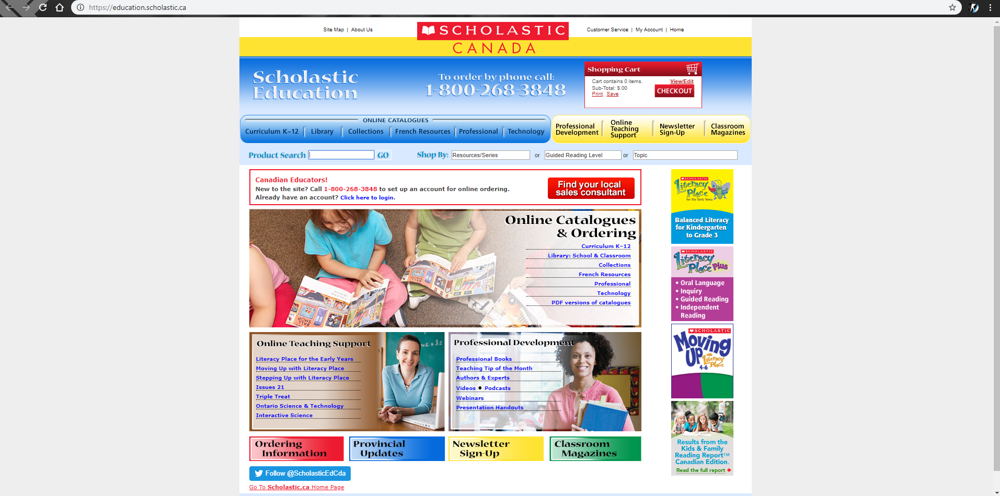 https://education.scholastic.ca
Site Map | About Us
SCHOLASTIC
CANADA
Customer Service | My Account | Home
Scholastic
Education
To order by phone call:
1-800-268-3848
Shopping Cart
Cart contains 0 items.
View/Edit
Sub-Total: $.00
CHECKOUT
Print Save
ONLINE CATALOGUES
Curriculum K–12
Library
Collections
French Resources
Professional
Technology
Professional
Development
Online
Teaching
Support
Newsletter
Sign-Up
Classroom
Magazines
Product Search
GO
Shop By:
Resources/Series
or
Guided Reading Level
or
Topic
Canadian Educators!
New to the site? Call 1-800-268-3848 to set up an account for online ordering.
Already have an account? Click here to login.
Find your local
sales consultant
Online Catalogues
& Ordering
Curriculum K–12
Library: School & Classroom
Collections
French Resources
Professional
Technology
PDF versions of catalogues
Online Teaching Support
Literacy Place for the Early Years
Moving Up with Literacy Place
Stepping Up with Literacy Place
Issues 21
Triple Treat
Ontario Science & Technology
Interactive Science
Professional Development
Professional Books
Teaching Tip of the Month
Authors & Experts
Videos • Podcasts
Webinars
Presentation Handouts
Ordering
Information
Provincial
Updates
Newsletter
Sign-Up
Classroom
Magazines
Follow @ScholasticEdCda
Go To Scholastic.ca Home Page
SCHOLASTIC
Literacy
Place
for the Early Years
Balanced Literacy
for Kindergarten
to Grade 3
SCHOLASTIC
Literacy
Place Plus
• Oral Language
• Inquiry
• Guided Reading
• Independent
Reading
SCHOLASTIC
Moving
UP with Literacy
Place
4-6
Results from the
Kids & Family
Reading Report™
Canadian Edition.
Read the full report